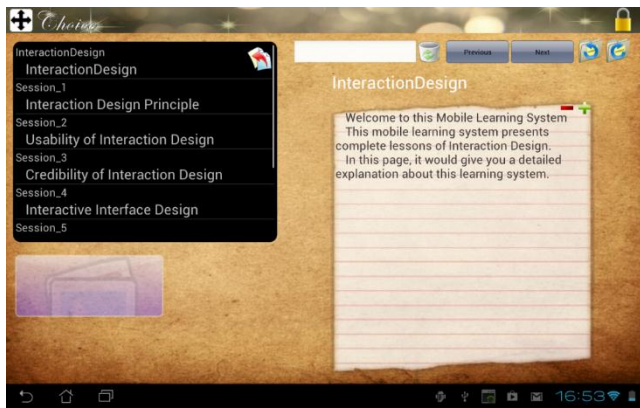 Choices
InteractionDesign
InteractionDesign
Session_1
Interaction Design Principle
Session_2
Usability of Interaction Design
Session_3
Credibility of Interaction Design
Session_4
Interactive Interface Design
Session_5
Previous
Next
InteractionDesign
Welcome to this Mobile Learning System
This mobile learning system presents
complete lessons of Interaction Design.
In this page, it would give you a detailed
explanation about this learning system.
16:53